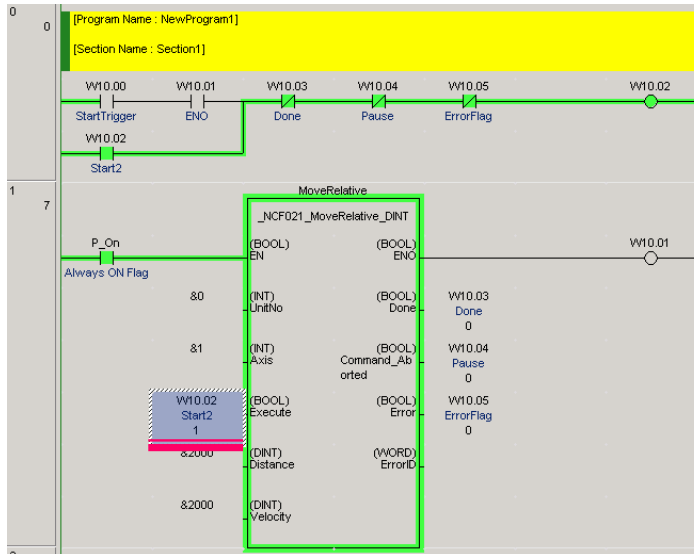 0
0
[Program Name : NewProgram1]
[Section Name : Section1]
W10.00 W10.01 W10.03 W10.04 W10.05 W10.02
StartTrigger ENO Done Pause ErrorFlag
W10.02
Start2
1
7
MoveRelative
_NCF021_MoveRelative_DINT
P_On (BOOL) (BOOL) W10.01
EN ENO
Always ON Flag
&0 (INT) (BOOL) W10.03
UnitNo Done Done
0
&1 (INT) (BOOL) W10.04
Axis Command_Ab Pause
orted 0
W10.02 (BOOL) (BOOL) W10.05
Start2 Execute Error ErrorFlag
1 0
&2000 (DINT) (WORD)
Distance ErrorID
&2000 (DINT)
Velocity